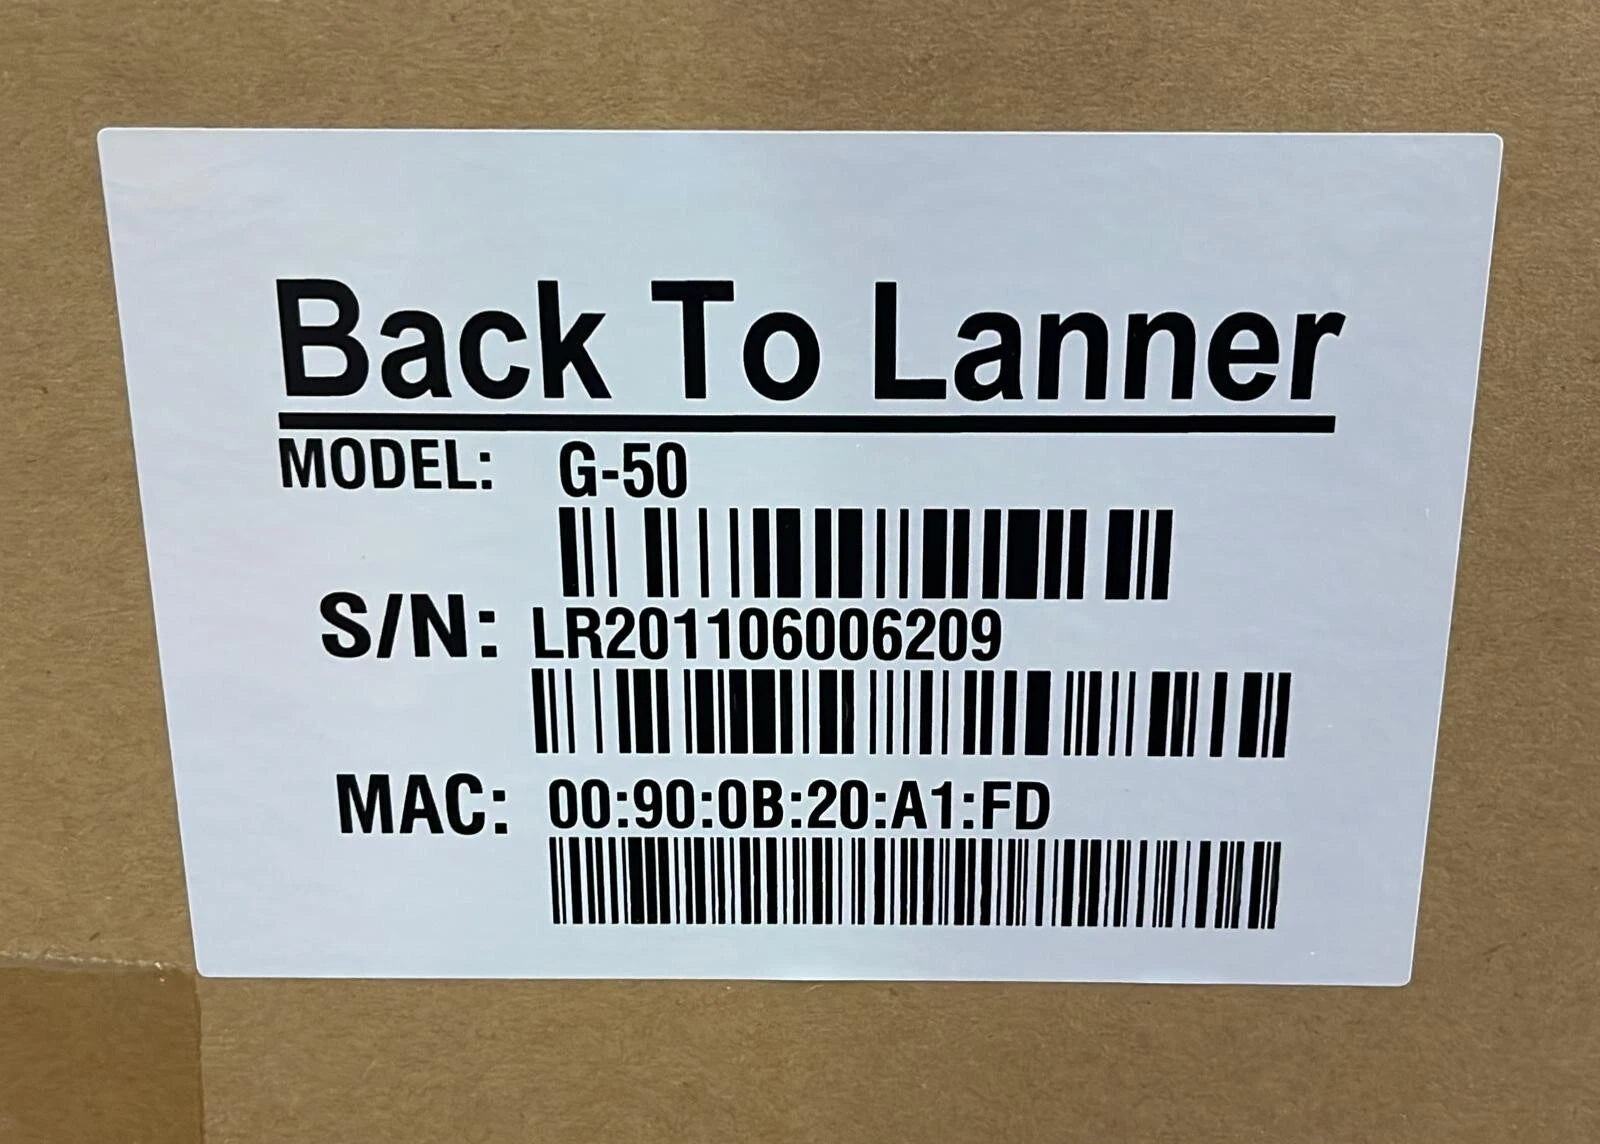 Back To Lanner
MODEL: G-50
S/N: LR201106006209
MAC: 00:90:0B:20:A1:FD